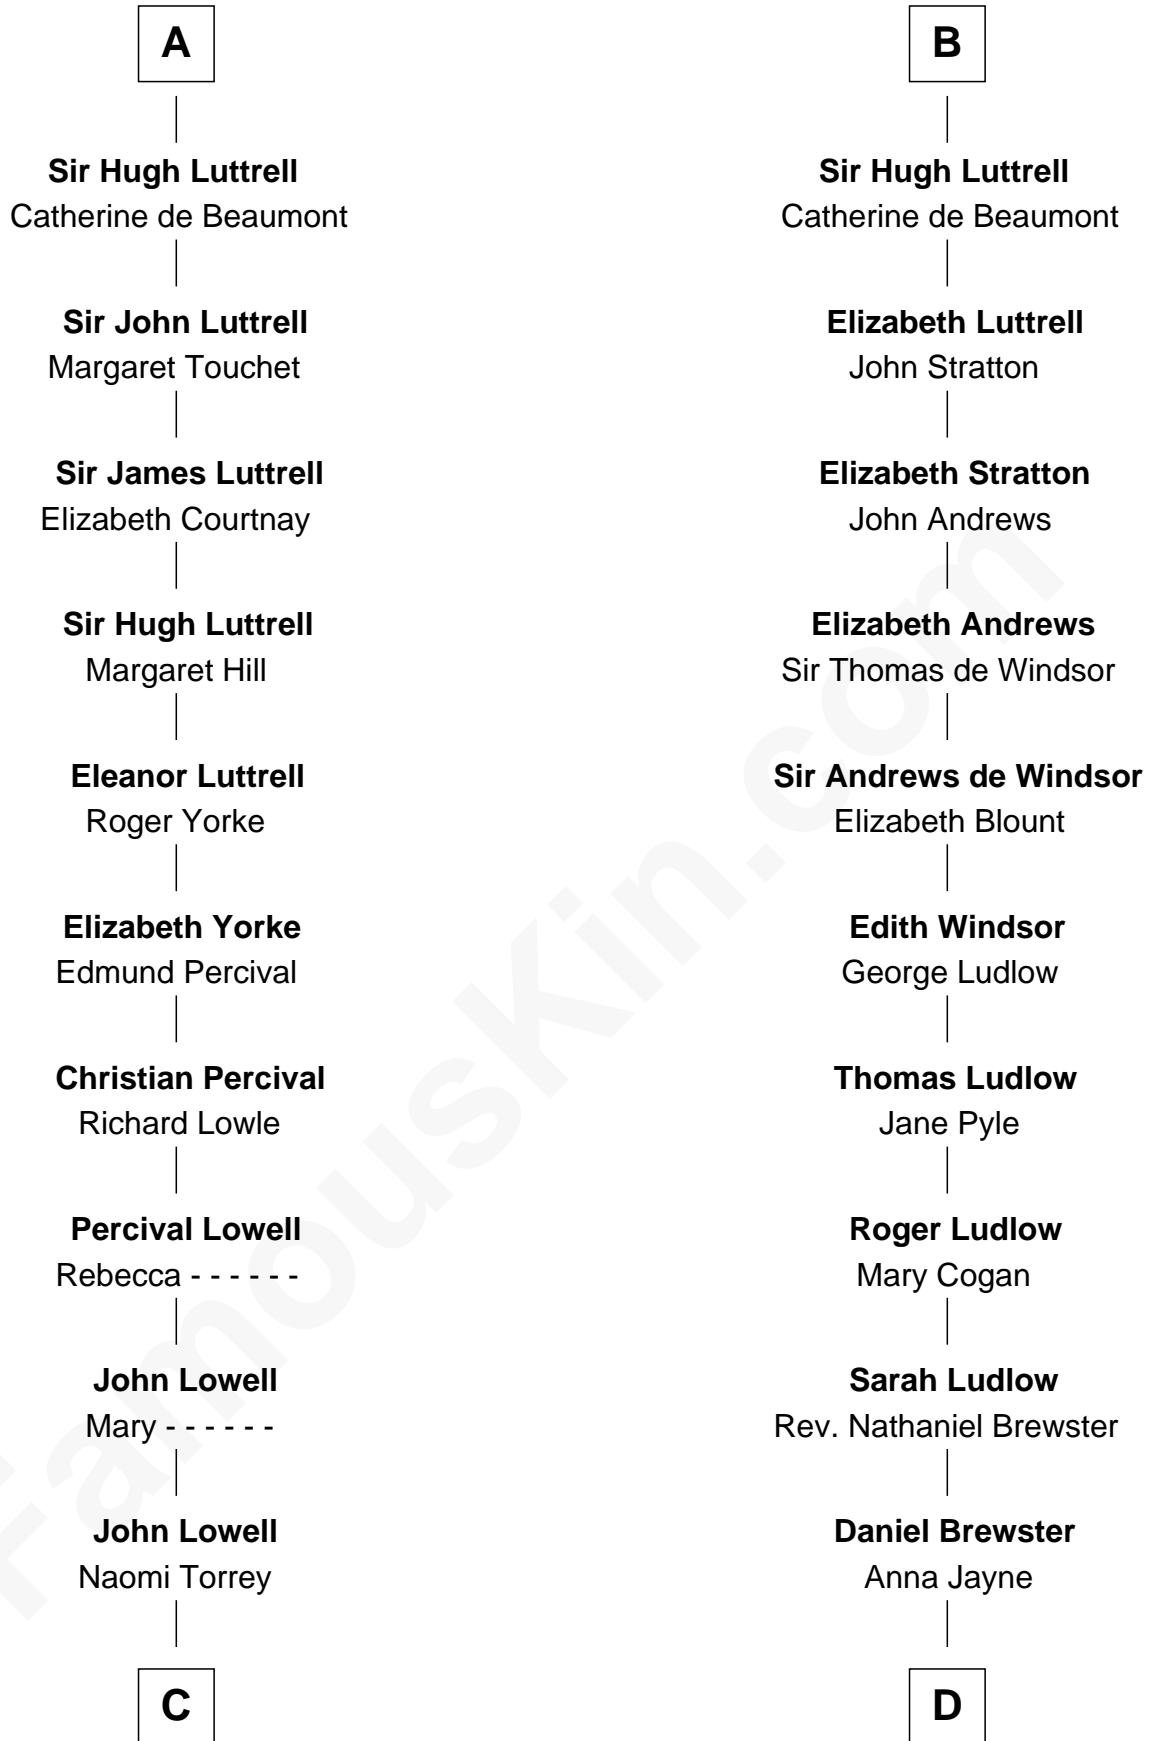 A
Sir Hugh Luttrell
Catherine de Beaumont
Sir John Luttrell
Margaret Touchet
Sir James Luttrell
Elizabeth Courtnay
Sir Hugh Luttrell
Margaret Hill
Eleanor Luttrell
Roger Yorke
Elizabeth Yorke
Edmund Percival
Christian Percival
Richard Lowle
Percival Lowell
Rebecca - - - - - -
John Lowell
Mary - - - - - -
John Lowell
Naomi Torrey
C
B
Sir Hugh Luttrell
Catherine de Beaumont
Elizabeth Luttrell
John Stratton
Elizabeth Stratton
John Andrews
Elizabeth Andrews
Sir Thomas de Windsor
Sir Andrews de Windsor
Elizabeth Blount
Edith Windsor
George Ludlow
Thomas Ludlow
Jane Pyle
Roger Ludlow
Mary Cogan
Sarah Ludlow
Rev. Nathaniel Brewster
Daniel Brewster
Anna Jayne
D
FamousKin.com